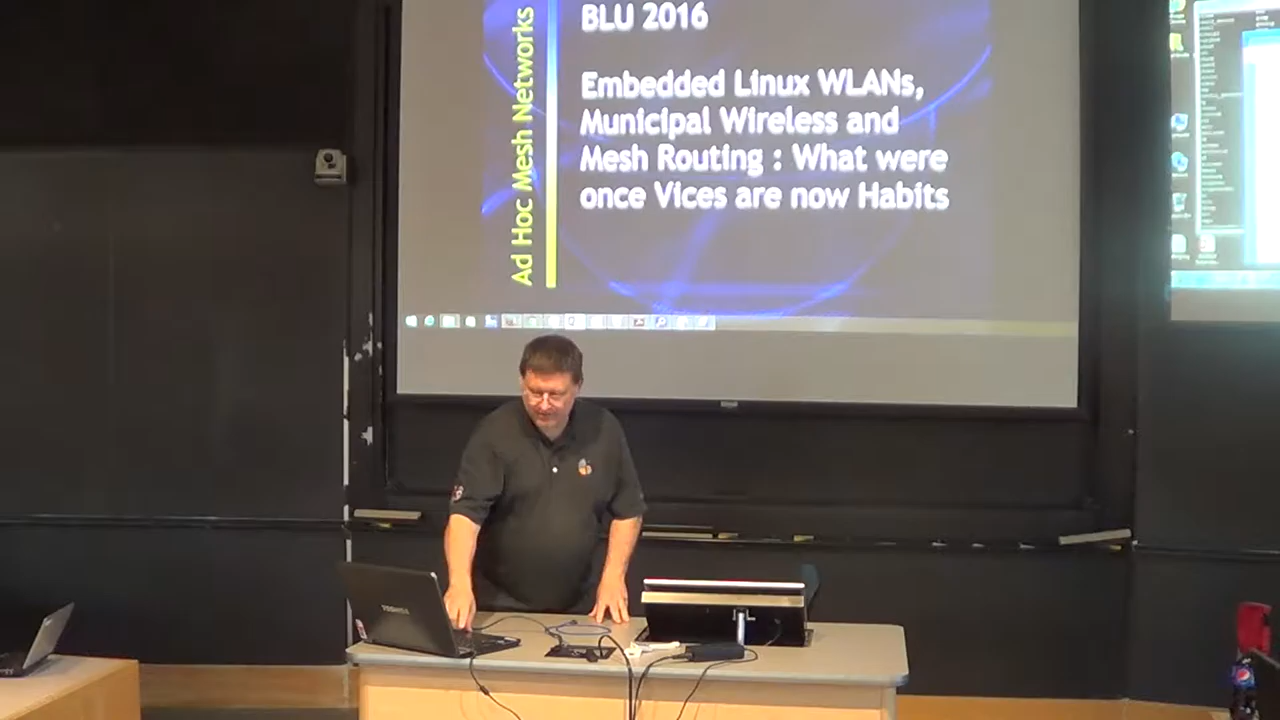 Ad Hoc Mesh Networks
BLU 2016
Embedded Linux WLANs,
Municipal Wireless and
Mesh Routing : What were
once Vices are now Habits
TOSHIBA